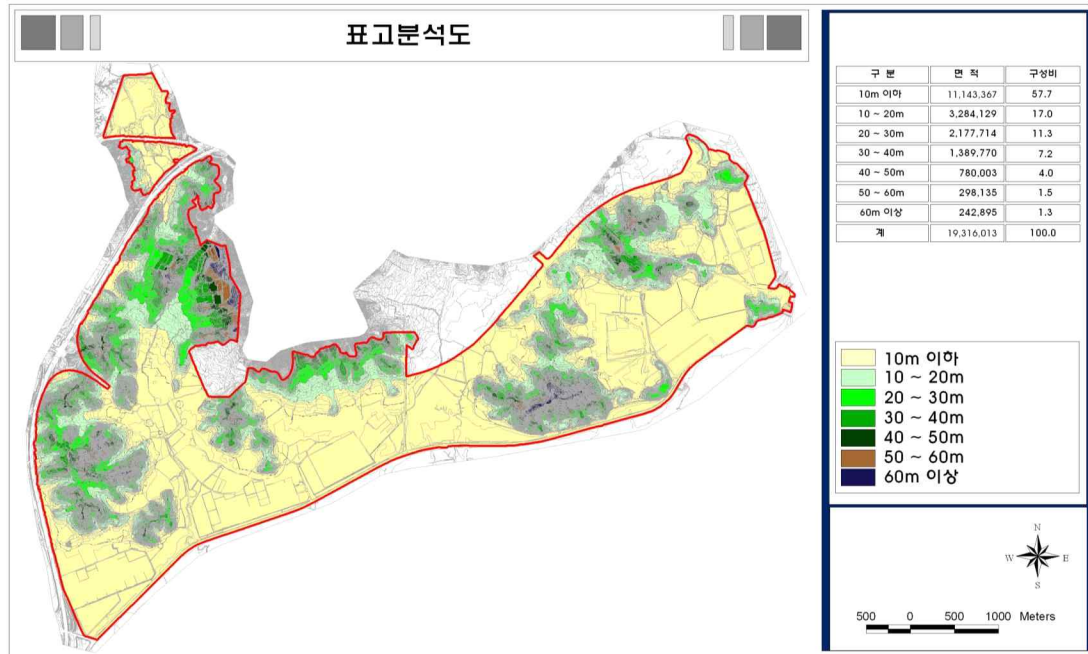 표고분석도
구 분 면 적 구성비
10m 이하 11,143,367 57.7
10 ~ 20m 3,284,129 17.0
20 ~ 30m 2,177,714 11.3
30 ~ 40m 1,389,770 7.2
40 ~ 50m 780,003 4.0
50 ~ 60m 298,135 1.5
60m 이상 242,895 1.3
계 19,316,013 100.0
10m 이하
10 ~ 20m
20 ~ 30m
30 ~ 40m
40 ~ 50m
50 ~ 60m
60m 이상
N
W E
S
500 0 500 1000 Meters